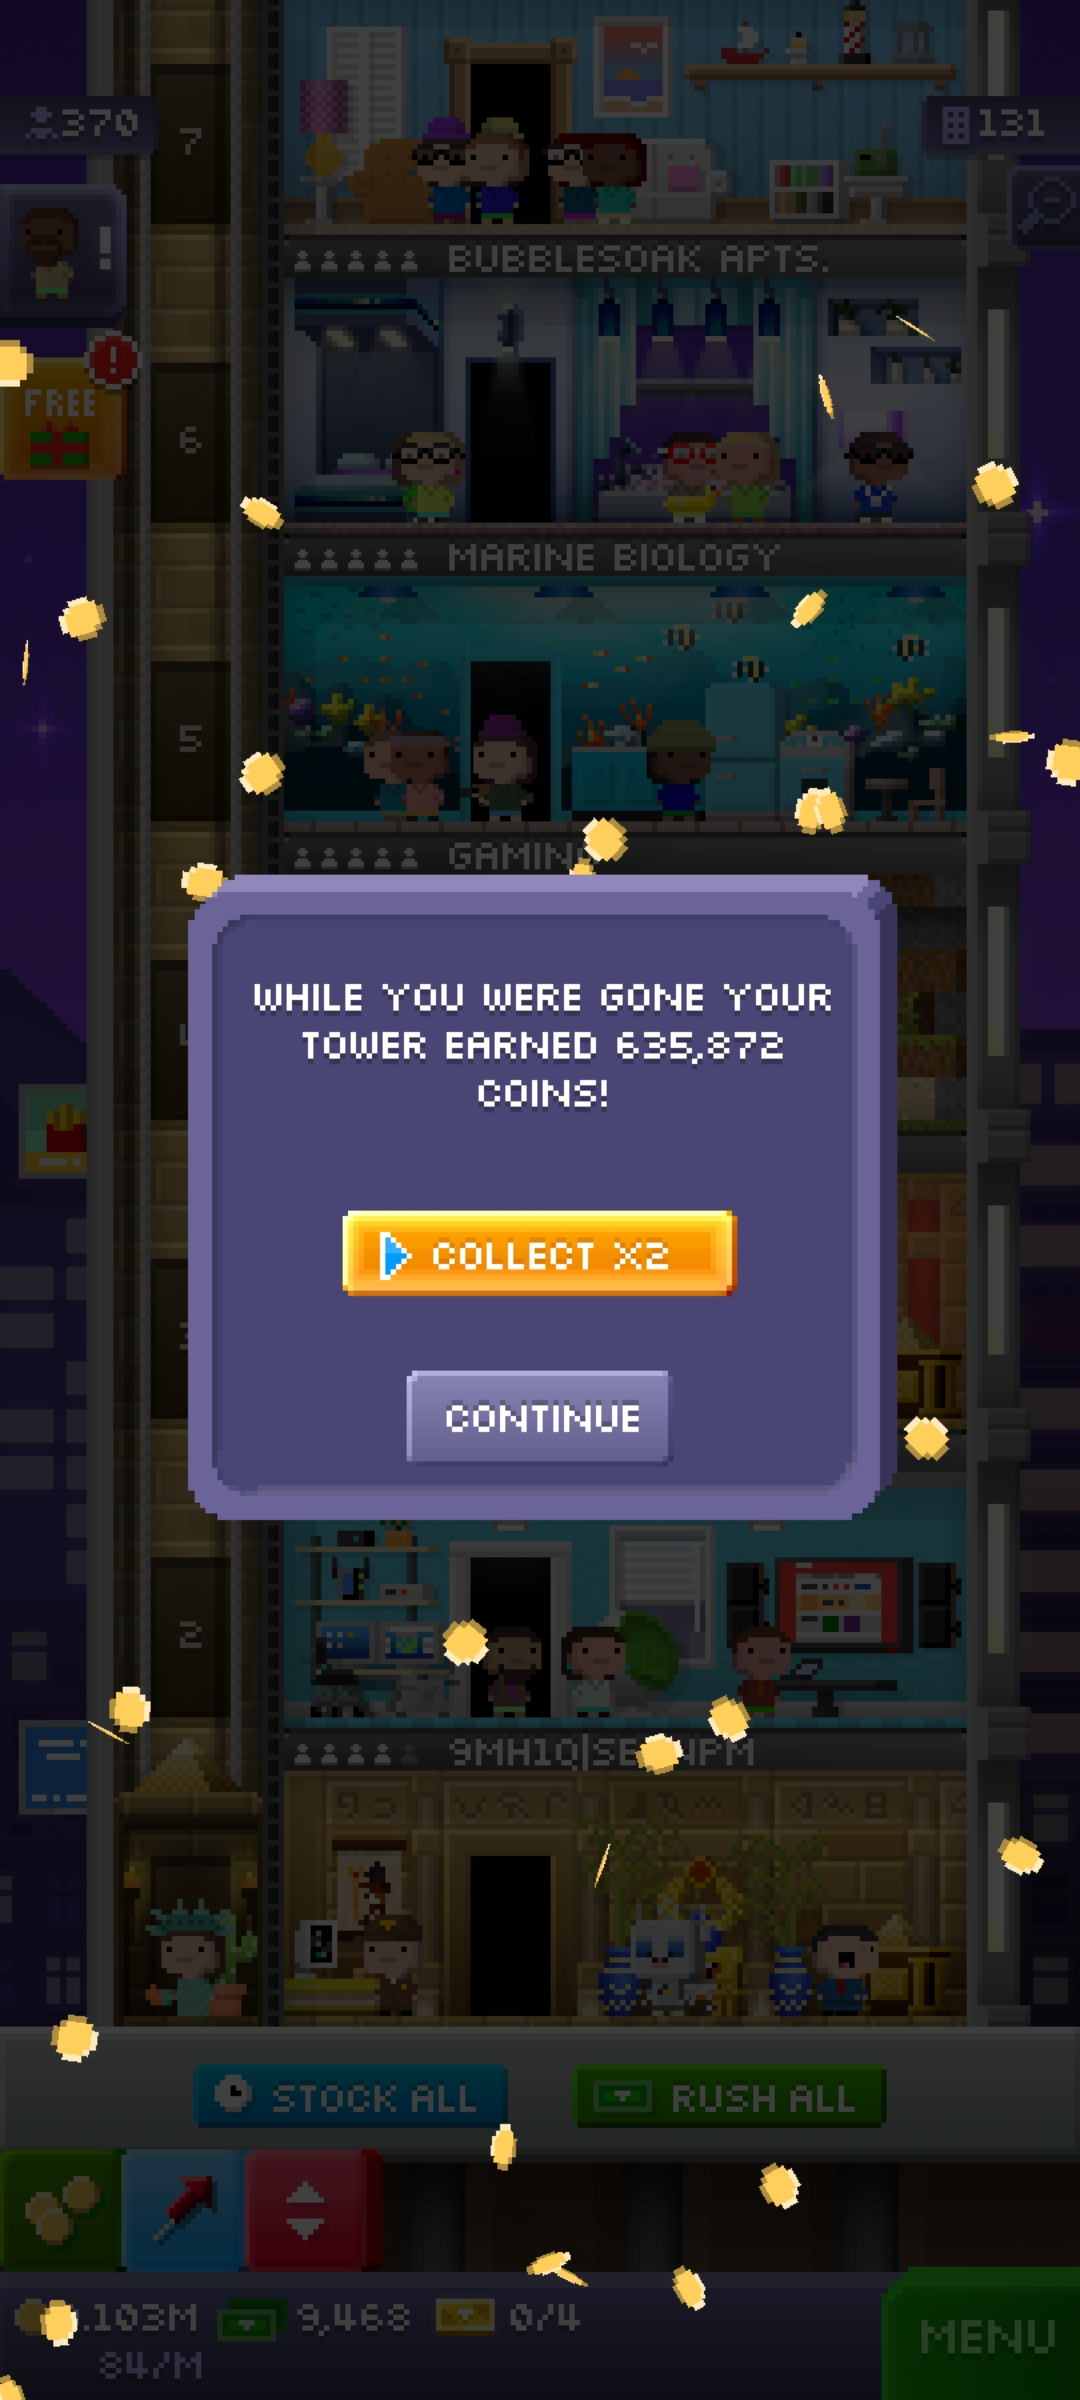 7
370
131
!
BUBBLESOAK APTS.
!
FREE
6
MARINE BIOLOGY
5
WHILE YOU WERE GONE YOUR
TOWER EARNED 635,872
COINS!
COLLECT X2
CONTINUE
2
STOCK ALL
RUSH ALL
.103M
9,468
0/4
84/M
MENU